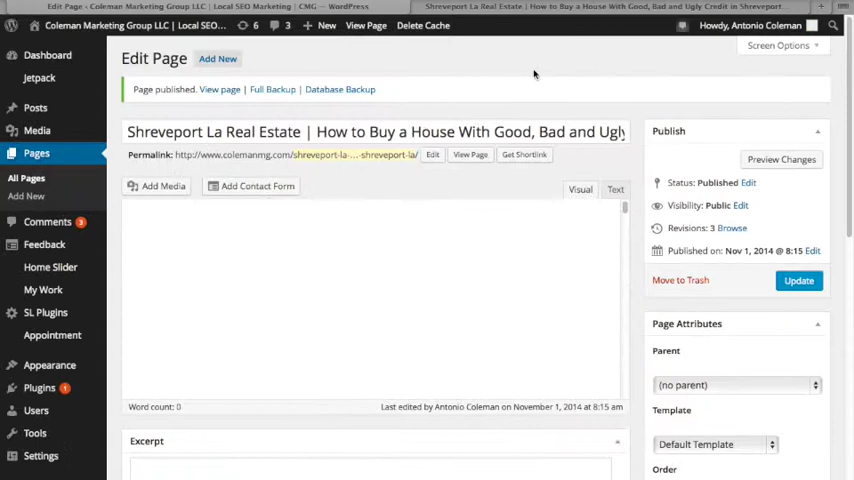 Edit Page ‹ Coleman Marketing Group LLC | Local SEO Marketing | CMG — WordPress
Shreveport La Real Estate | How to Buy a House With Good, Bad and Ugly Credit in Shreveport...
Coleman Marketing Group LLC | Local SEO... 6 3 + New View Page Delete Cache Howdy, Antonio Coleman
Dashboard
Jetpack
Posts
Media
Pages
All Pages
Add New
Comments 3
Feedback
Home Slider
My Work
SL Plugins
Appointment
Appearance
Plugins 1
Users
Tools
Settings
Screen Options
Edit Page Add New
Page published. View page | Full Backup | Database Backup
Shreveport La Real Estate | How to Buy a House With Good, Bad and Ugly
Permalink: http://www.colemanmg.com/shreveport-la-...-shreveport-la/ Edit View Page Get Shortlink
Add Media Add Contact Form Visual Text
Word count: 0 Last edited by Antonio Coleman on November 1, 2014 at 8:15 am
Excerpt
Publish
Preview Changes
Status: Published Edit
Visibility: Public Edit
Revisions: 3 Browse
Published on: Nov 1, 2014 @ 8:15 Edit
Move to Trash Update
Page Attributes
Parent
(no parent)
Template
Default Template
Order